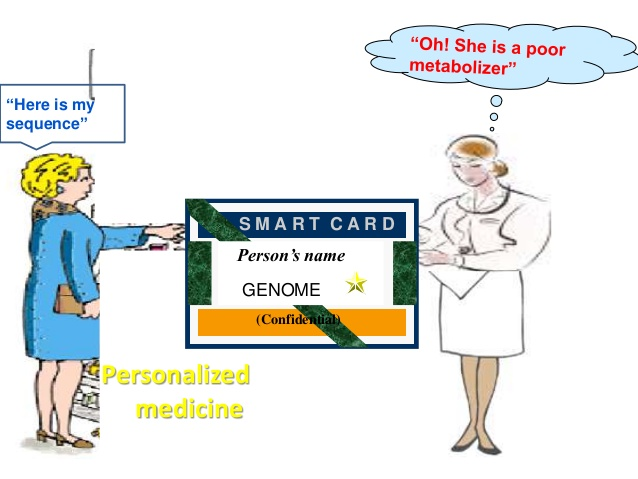 “Oh! She is a poor
metabolizer”
“Here is my
sequence”
SMART CARD
Person’s name
GENOME
(Confidential)
Personalized
medicine